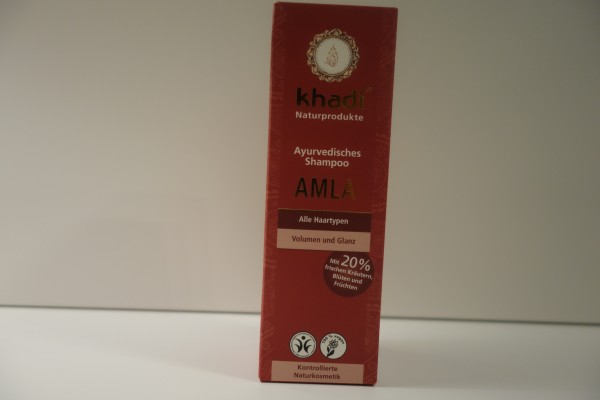 khadi
Naturprodukte
Ayurvedisches
Shampoo
AMLA
Alle Haartypen
Volumen und Glanz
Mit 20%
frischen Kräutern,
Blüten und
Früchten
Kontrollierte
Naturkosmetik